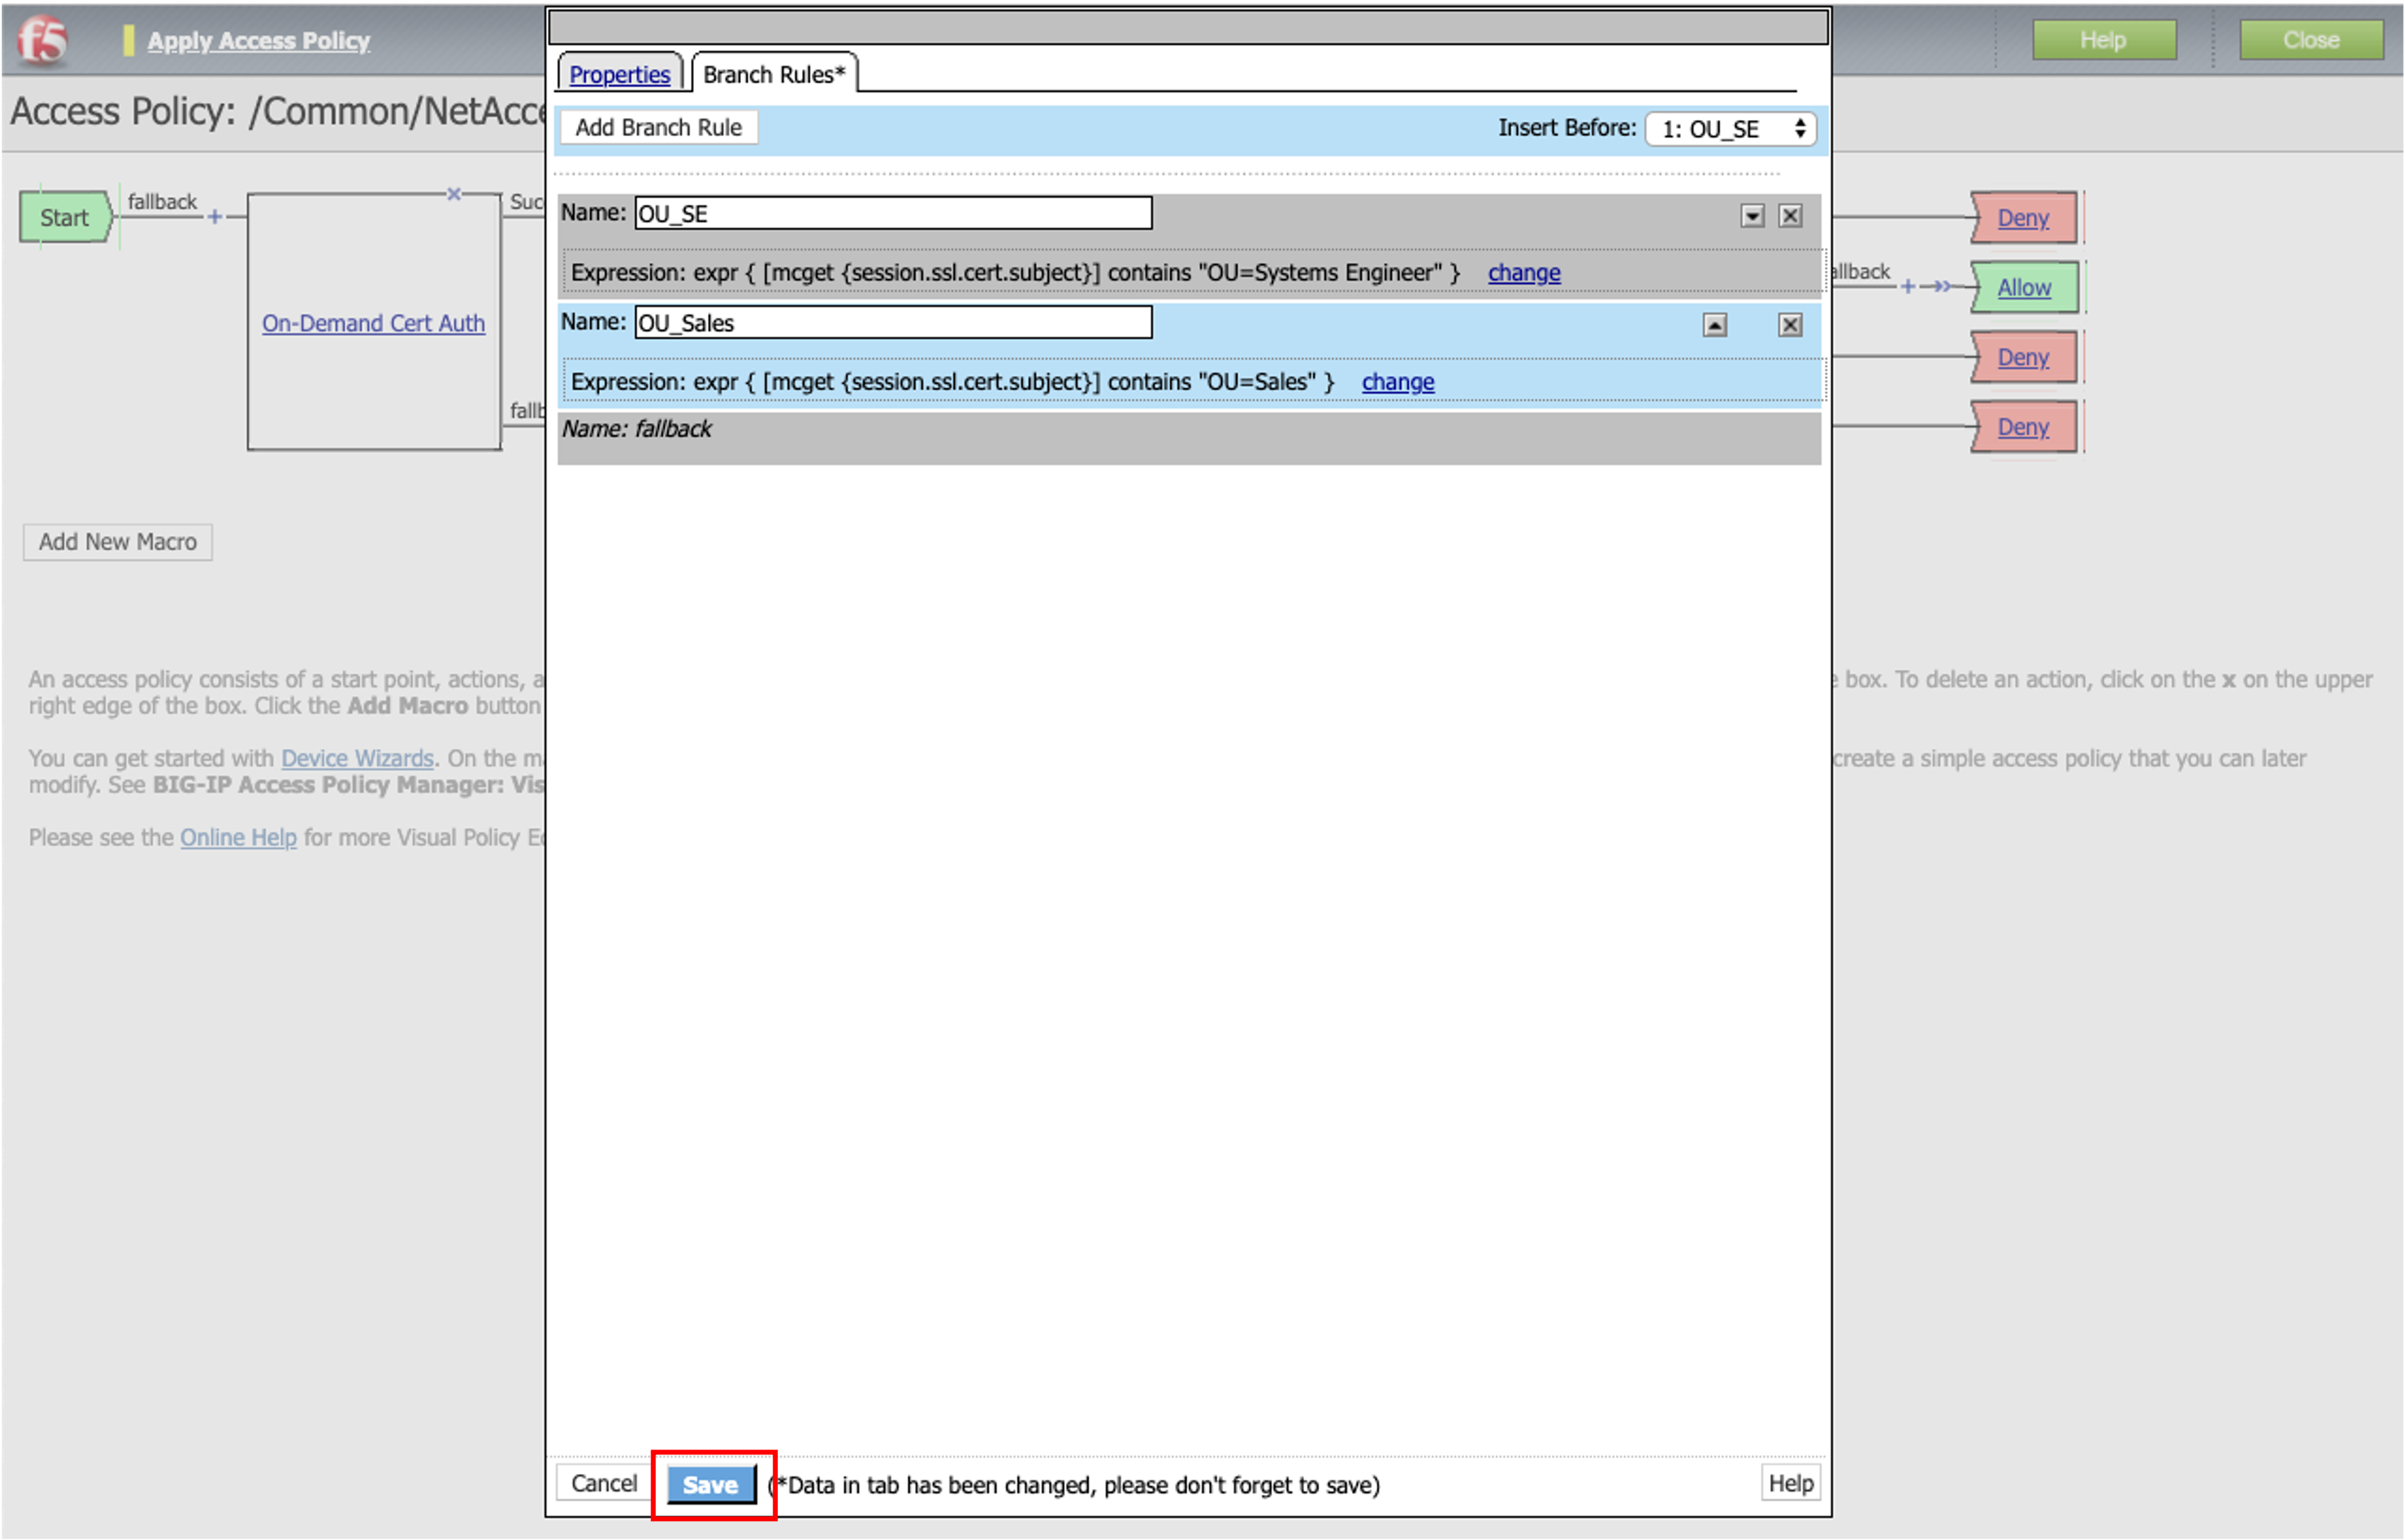 f5
Apply Access Policy
Help
Close
Access Policy: /Common/NetAcce
Properties
Branch Rules*
Add Branch Rule
Insert Before:
1: OU_SE
Name: OU_SE
Expression: expr { [mcget {session.ssl.cert.subject}] contains "OU=Systems Engineer" } change
Name: OU_Sales
Expression: expr { [mcget {session.ssl.cert.subject}] contains "OU=Sales" } change
Name: fallback
Start
fallback
+
On-Demand Cert Auth
Suc
fallb
Deny
allback
+
Allow
Deny
Deny
Add New Macro
An access policy consists of a start point, actions, a
e box. To delete an action, click on the x on the upper
right edge of the box. Click the Add Macro button
You can get started with Device Wizards. On the m
create a simple access policy that you can later
modify. See BIG-IP Access Policy Manager: Vis
Please see the Online Help for more Visual Policy Ed
Cancel
Save
(*Data in tab has been changed, please don't forget to save)
Help